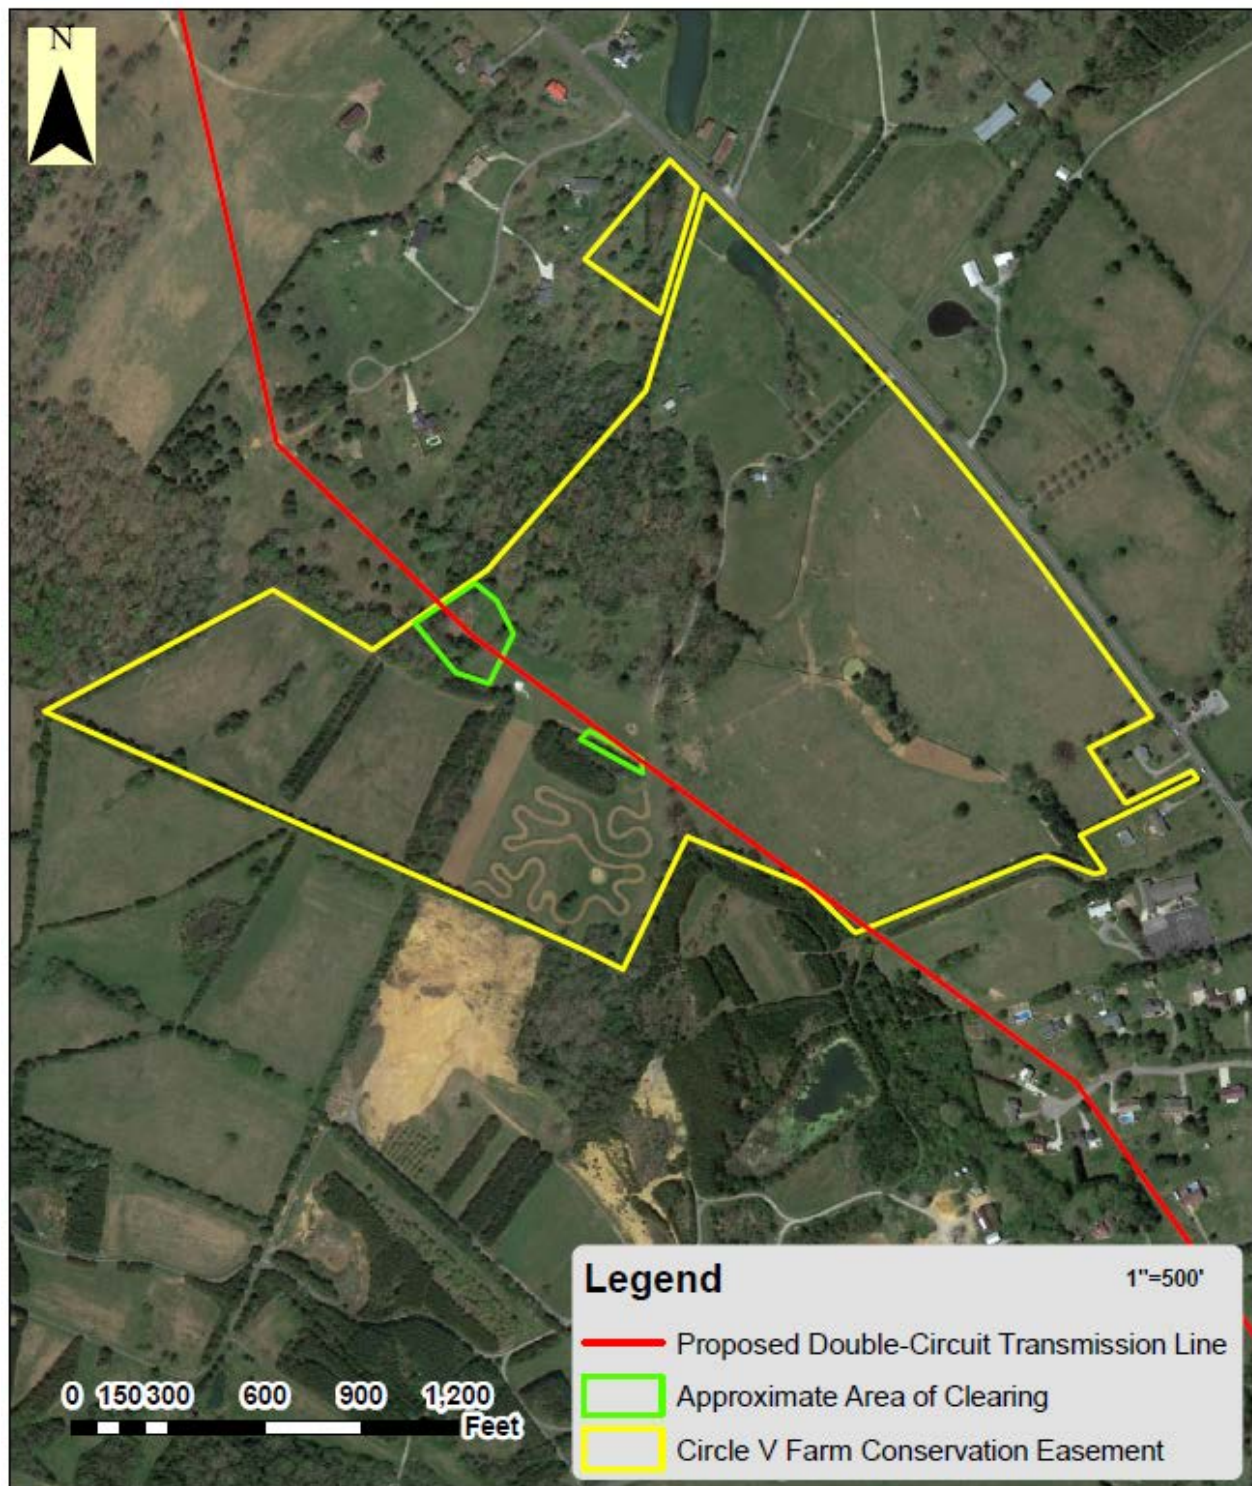 N
Legend
1"=500'
Proposed Double-Circuit Transmission Line
Approximate Area of Clearing
Circle V Farm Conservation Easement
0 150 300 600 900 1,200
Feet